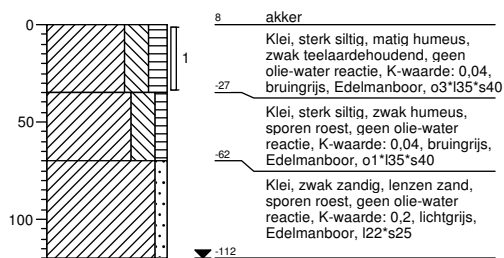 0
8 akker
Klei, sterk siltig, matig humeus,
zwak teelaardehoudend, geen
olie-water reactie, K-waarde: 0,04,
bruingrijs, Edelmanboor, o3*l35*s40
1
-27
Klei, sterk siltig, zwak humeus,
sporen roest, geen olie-water
reactie, K-waarde: 0,04, bruingrijs,
Edelmanboor, o1*l35*s40
50
-62
Klei, zwak zandig, lenzen zand,
sporen roest, geen olie-water
reactie, K-waarde: 0,2, lichtgrijs,
Edelmanboor, l22*s25
100
-112